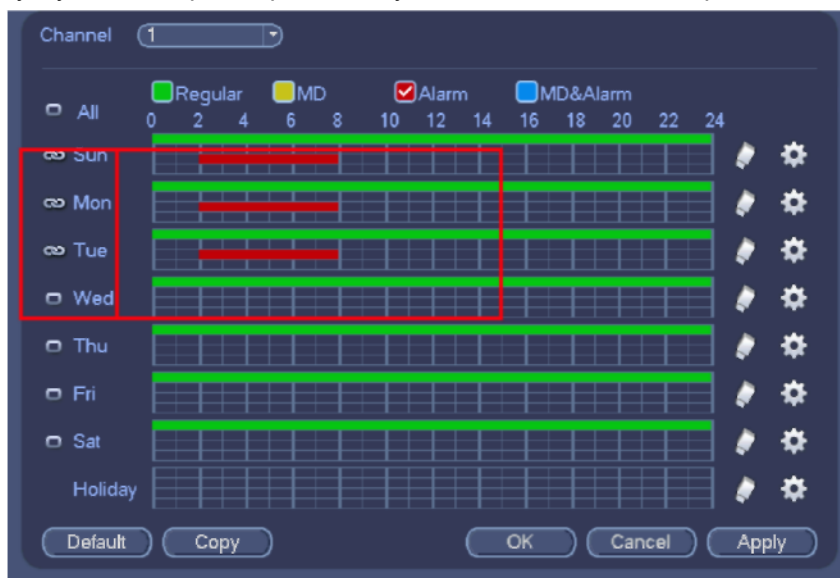 Channel 1
Regular MD Alarm MD&Alarm
All 0 2 4 6 8 10 12 14 16 18 20 22 24
Sun
Mon
Tue
Wed
Thu
Fri
Sat
Holiday
Default Copy OK Cancel Apply